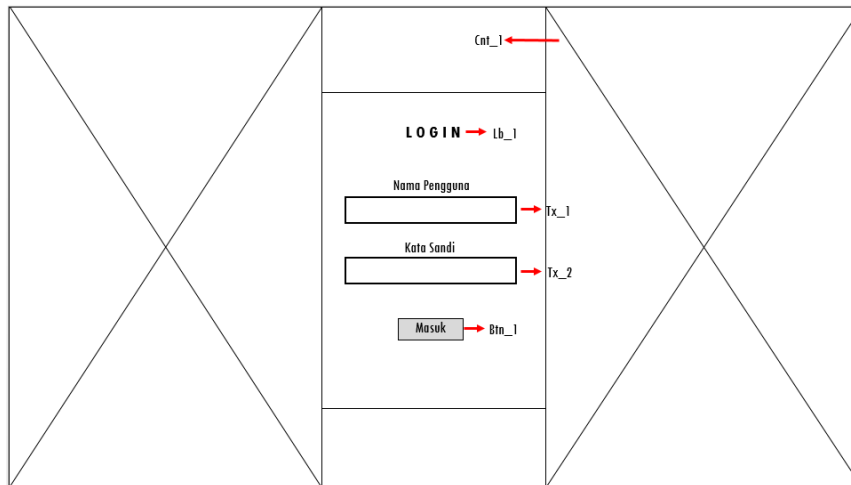 Cnt_1
LOGIN
Lb_1
Nama Pengguna
Tx_1
Kata Sandi
Tx_2
Masuk
Btn_1